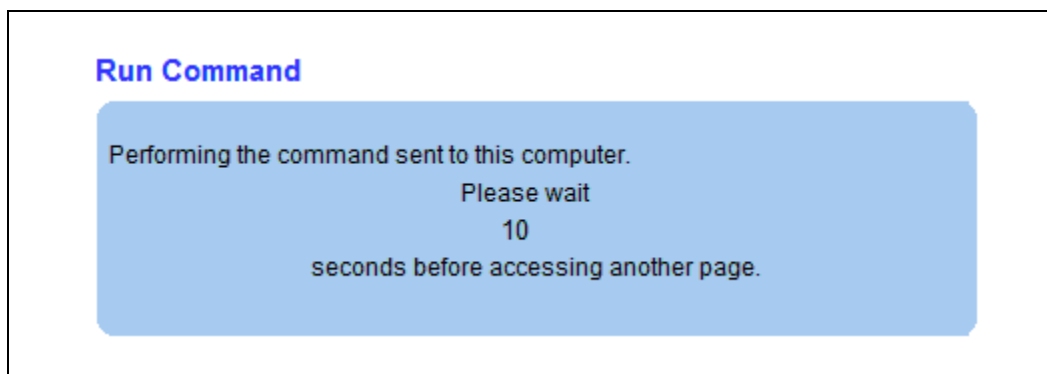 Run Command
Performing the command sent to this computer.
Please wait
10
seconds before accessing another page.